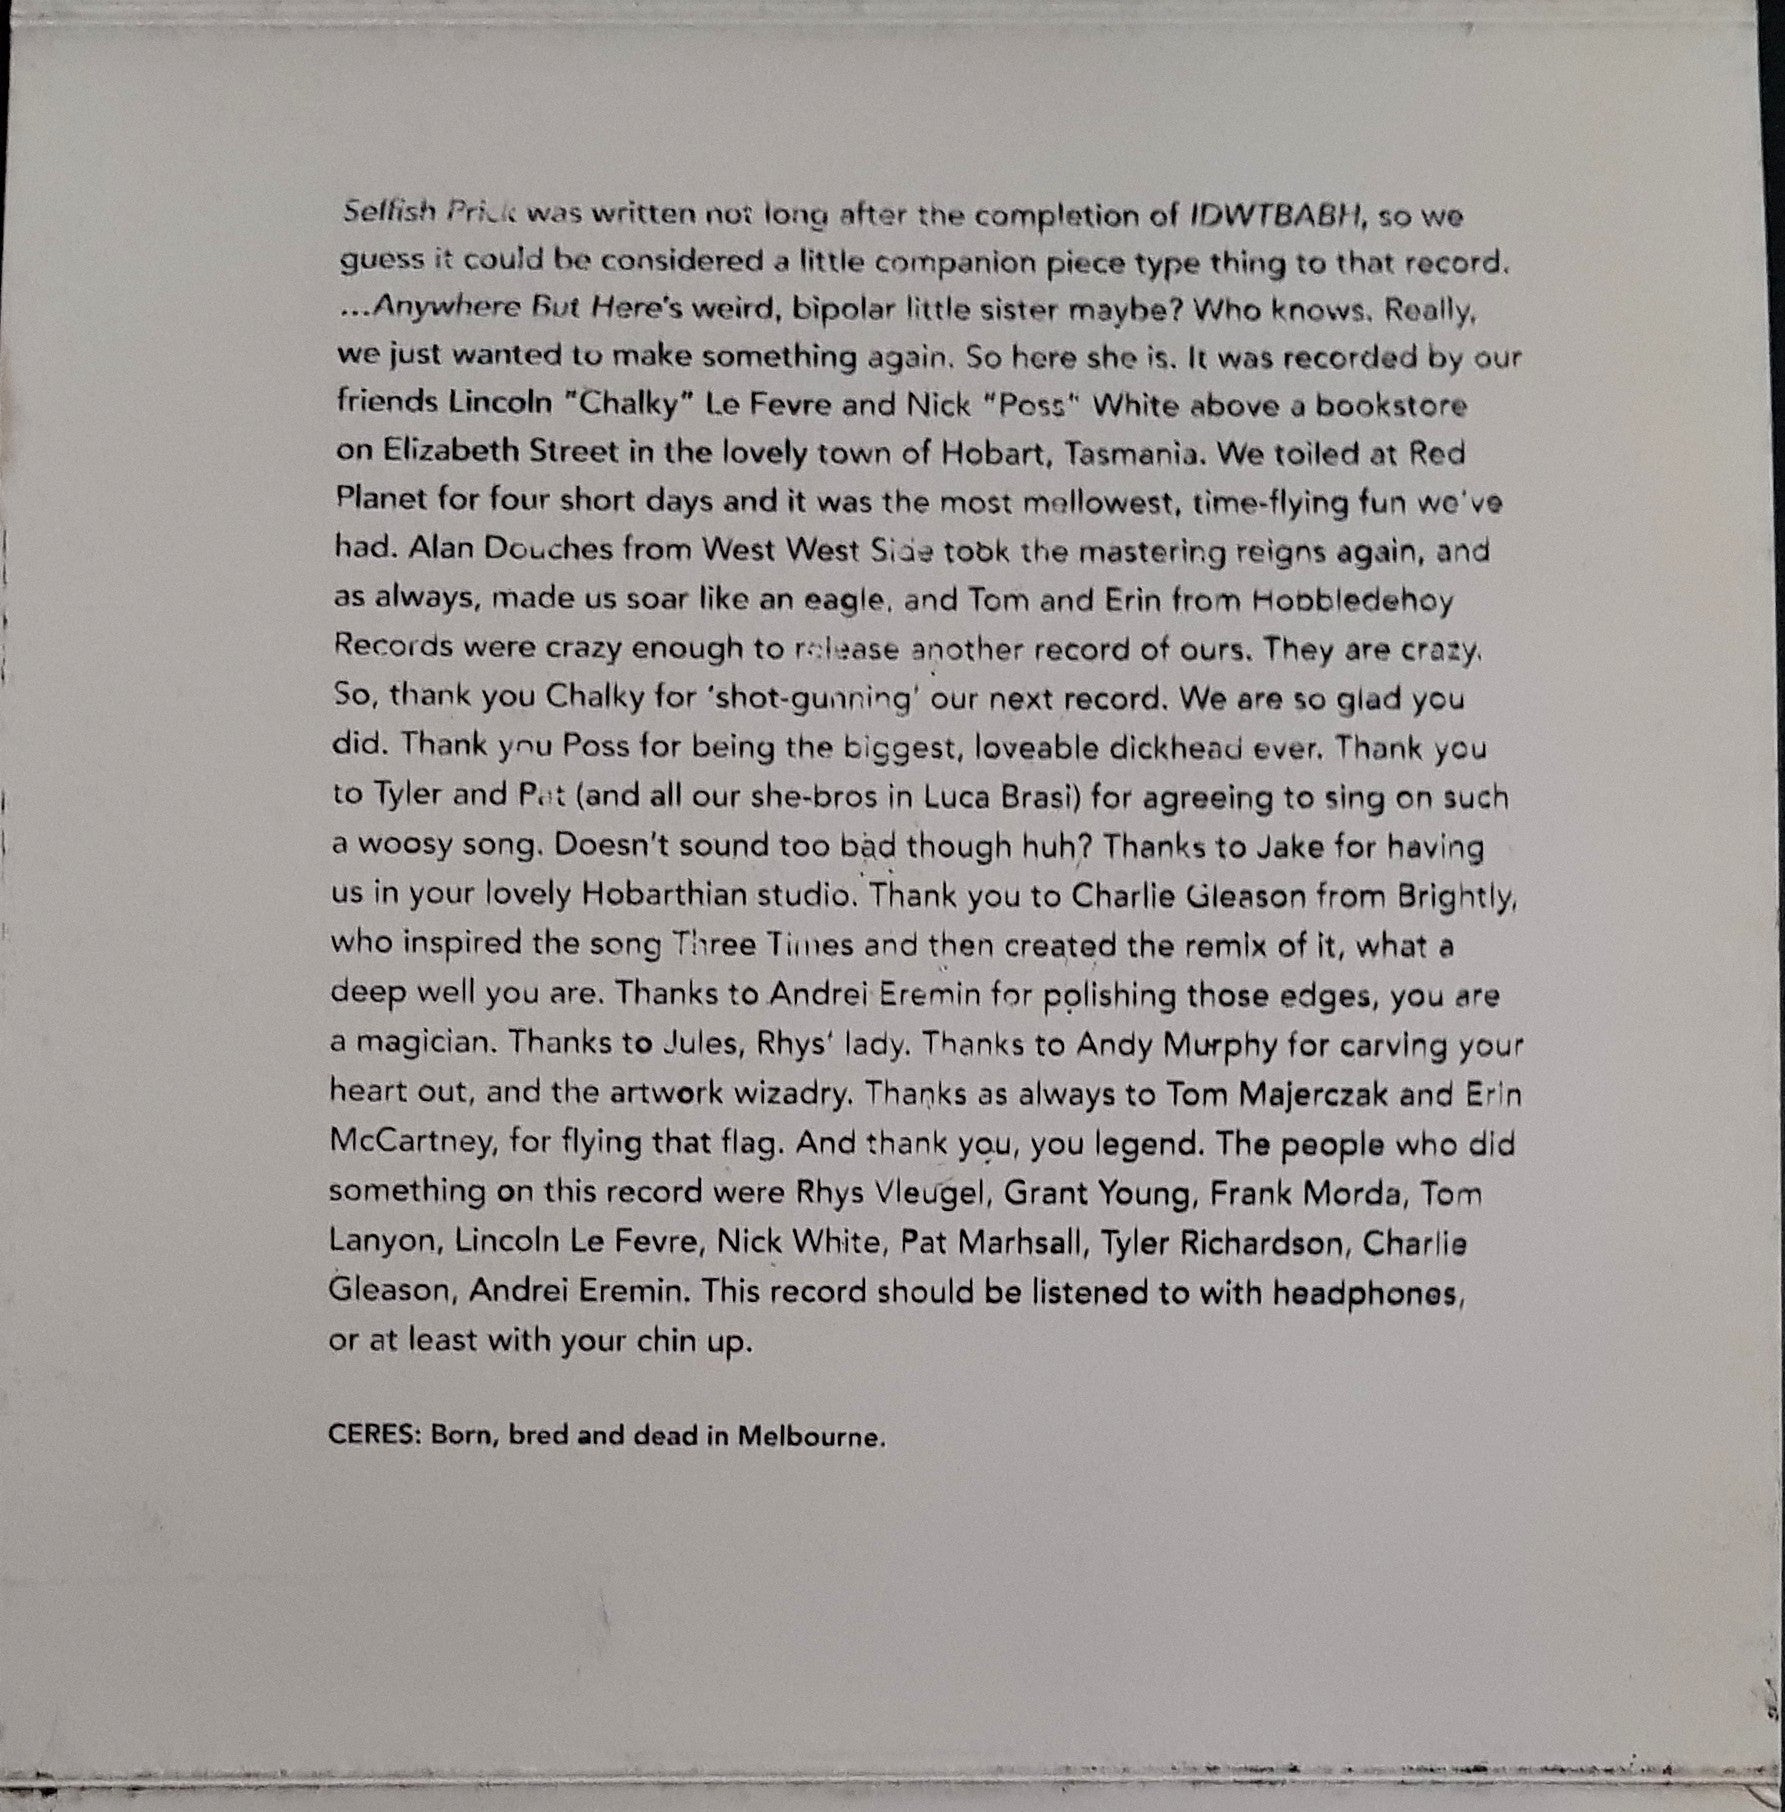 Selfish Prick was written not long after the completion of IDWTBABH, so we
guess it could be considered a little companion piece type thing to that record.
...Anywhere But Here's weird, bipolar little sister maybe? Who knows. Really,
we just wanted to make something again. So here she is. It was recorded by our
friends Lincoln "Chalky" Le Fevre and Nick "Poss" White above a bookstore
on Elizabeth Street in the lovely town of Hobart, Tasmania. We toiled at Red
Planet for four short days and it was the most mellowest, time-flying fun we've
had. Alan Douches from West West Side took the mastering reigns again, and
as always, made us soar like an eagle, and Tom and Erin from Hobbledehoy
Records were crazy enough to release another record of ours. They are crazy.
So, thank you Chalky for 'shot-gunning' our next record. We are so glad you
did. Thank you Poss for being the biggest, loveable dickhead ever. Thank you
to Tyler and Pat (and all our she-bros in Luca Brasi) for agreeing to sing on such
a woosy song. Doesn't sound too bad though huh? Thanks to Jake for having
us in your lovely Hobarthian studio. Thank you to Charlie Gleason from Brightly,
who inspired the song Three Times and then created the remix of it, what a
deep well you are. Thanks to Andrei Eremin for polishing those edges, you are
a magician. Thanks to Jules, Rhys' lady. Thanks to Andy Murphy for carving your
heart out, and the artwork wizadry. Thanks as always to Tom Majerczak and Erin
McCartney, for flying that flag. And thank you, you legend. The people who did
something on this record were Rhys Vleugel, Grant Young, Frank Morda, Tom
Lanyon, Lincoln Le Fevre, Nick White, Pat Marhsall, Tyler Richardson, Charlie
Gleason, Andrei Eremin. This record should be listened to with headphones,
or at least with your chin up.
CERES: Born, bred and dead in Melbourne.